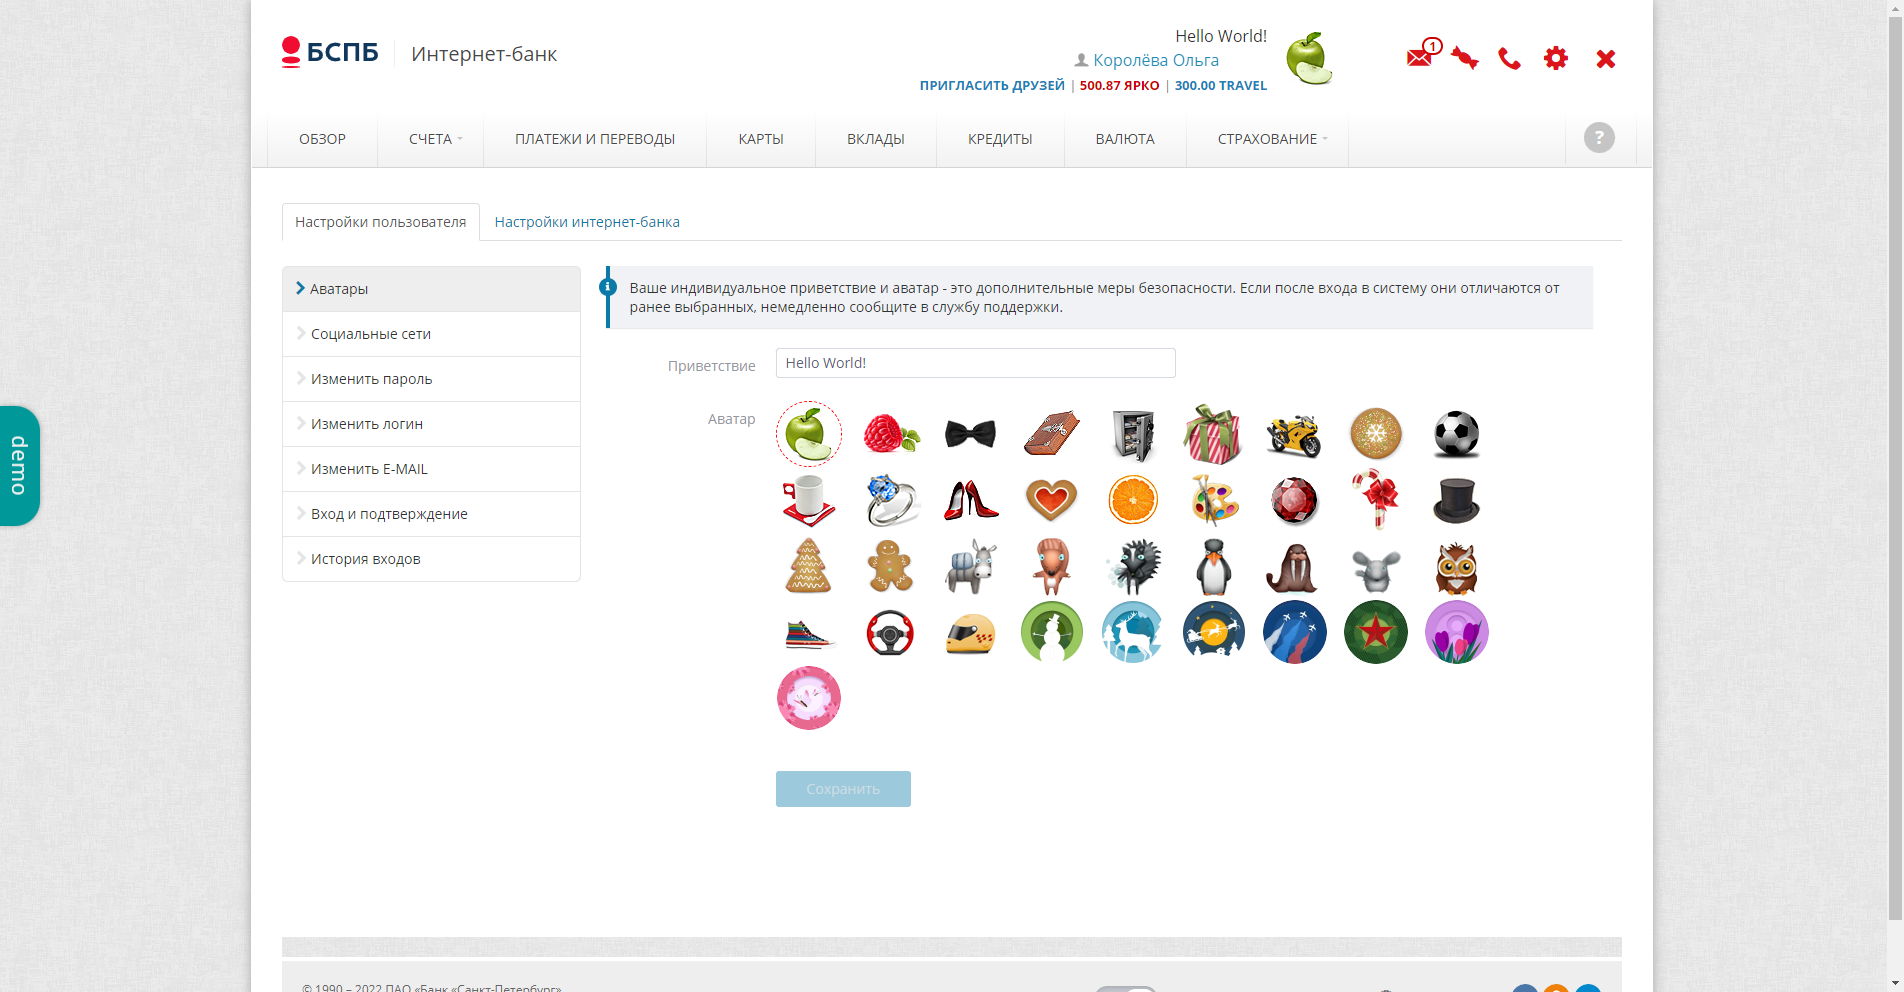 БСПБ
Интернет-банк
Hello World!
Королёва Ольга
ПРИГЛАСИТЬ ДРУЗЕЙ | 500.87 ЯРКО | 300.00 TRAVEL
1
ОБЗОР
СЧЕТА
ПЛАТЕЖИ И ПЕРЕВОДЫ
КАРТЫ
ВКЛАДЫ
КРЕДИТЫ
ВАЛЮТА
СТРАХОВАНИЕ
?
Настройки пользователя
Настройки интернет-банка
Аватары
Социальные сети
Изменить пароль
Изменить логин
Изменить E-MAIL
Вход и подтверждение
История входов
Ваше индивидуальное приветствие и аватар - это дополнительные меры безопасности. Если после входа в систему они отличаются от
ранее выбранных, немедленно сообщите в службу поддержки.
Приветствие
Hello World!
Аватар
Сохранить
demo
© 1990 – 2022 ПАО «Банк «Санкт-Петербург»